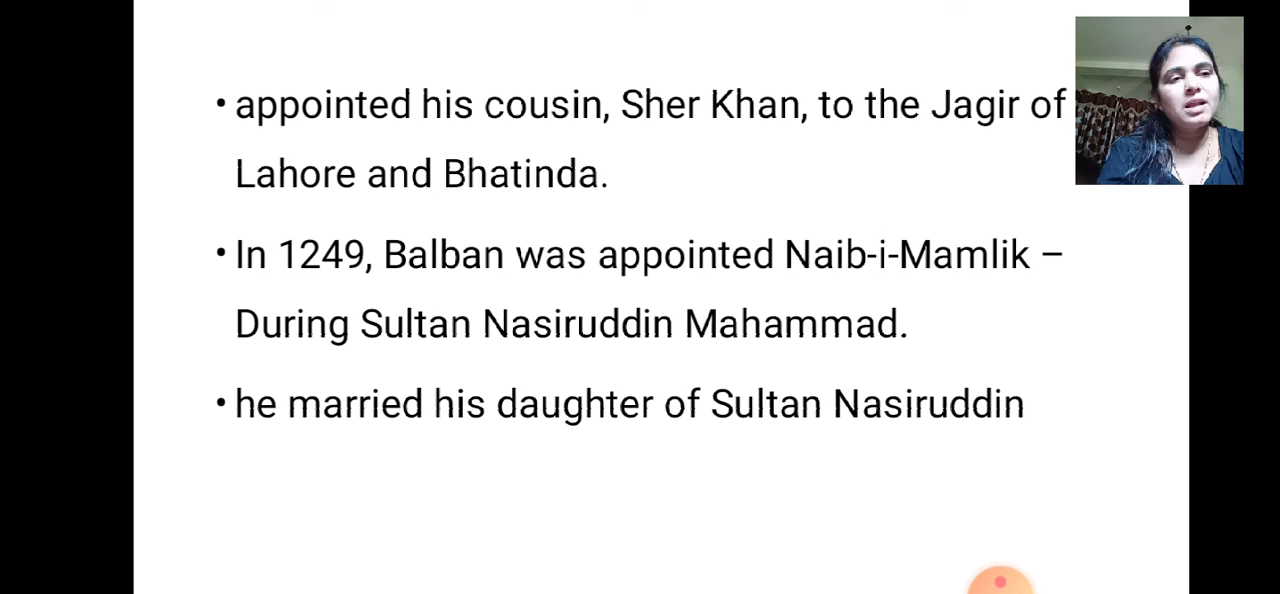 • appointed his cousin, Sher Khan, to the Jagir of
Lahore and Bhatinda.
• In 1249, Balban was appointed Naib-i-Mamlik –
During Sultan Nasiruddin Mahammad.
• he married his daughter of Sultan Nasiruddin